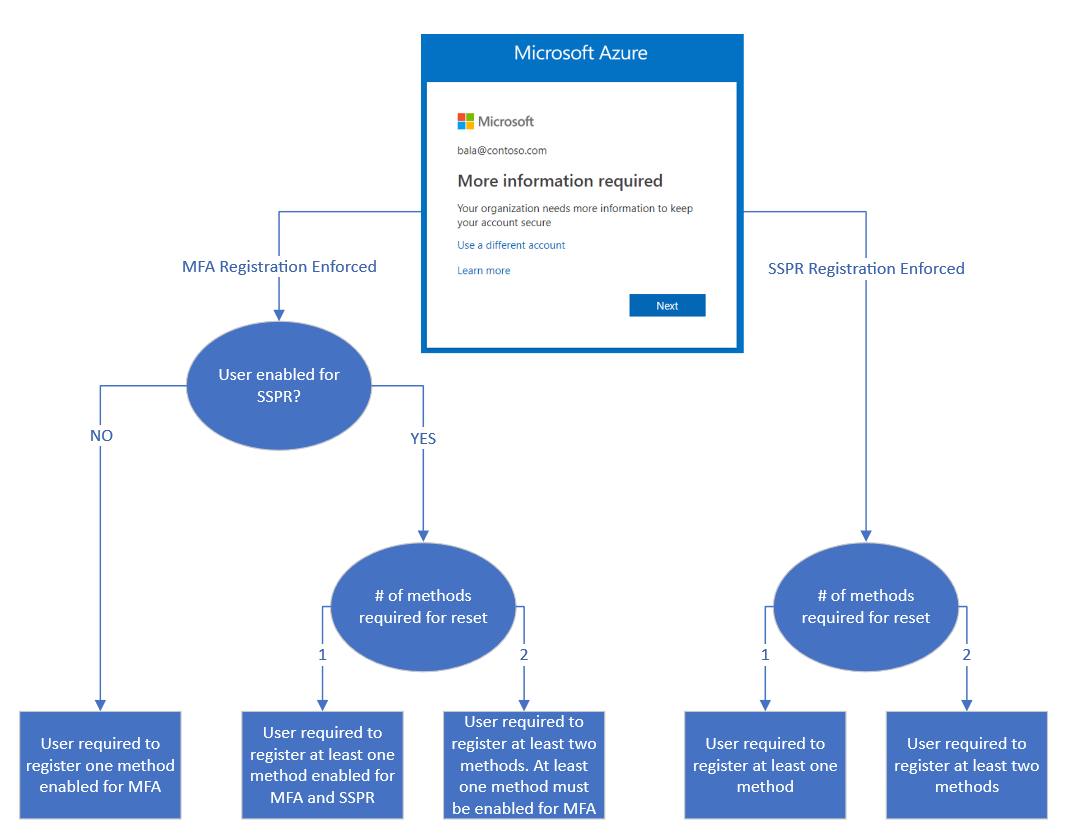 Microsoft Azure
Microsoft
bala@contoso.com
More information required
Your organization needs more information to keep
your account secure
Use a different account
Learn more
Next
MFA Registration Enforced
SSPR Registration Enforced
User enabled for
SSPR?
NO
YES
# of methods
required for reset
1
2
# of methods
required for reset
1
2
User required to
register one method
enabled for MFA
User required to
register at least one
method enabled for
MFA and SSPR
User required to
register at least two
methods. At least
one method must
be enabled for MFA
User required to
register at least one
method
User required to
register at least two
methods